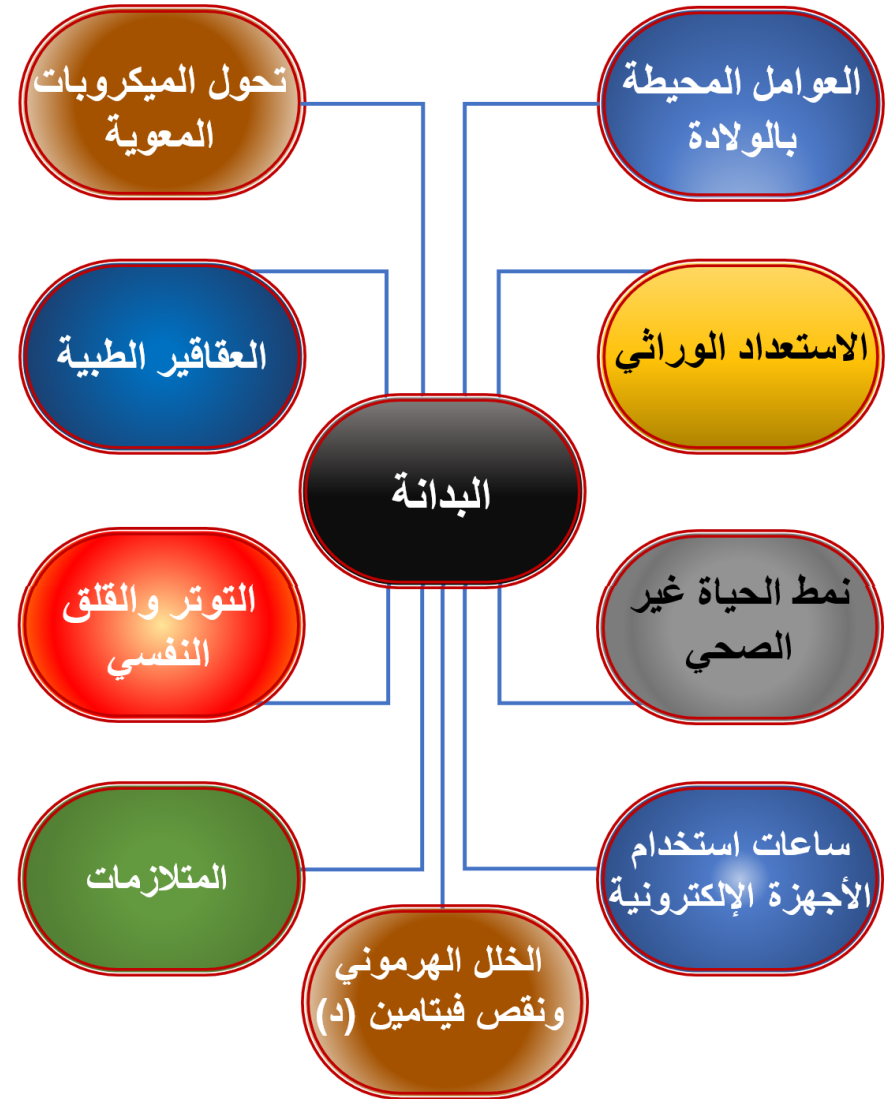 العوامل المحيطة
بالولادة
تحول الميكروبات
المعوية
الاستعداد الوراثي
العقاقير الطبية
البدانة
نمط الحياة غير
الصحي
التوتر والقلق
النفسي
ساعات استخدام
الأجهزة الإلكترونية
المتلازمات
الخلل الهرموني
ونقص فيتامين (د)